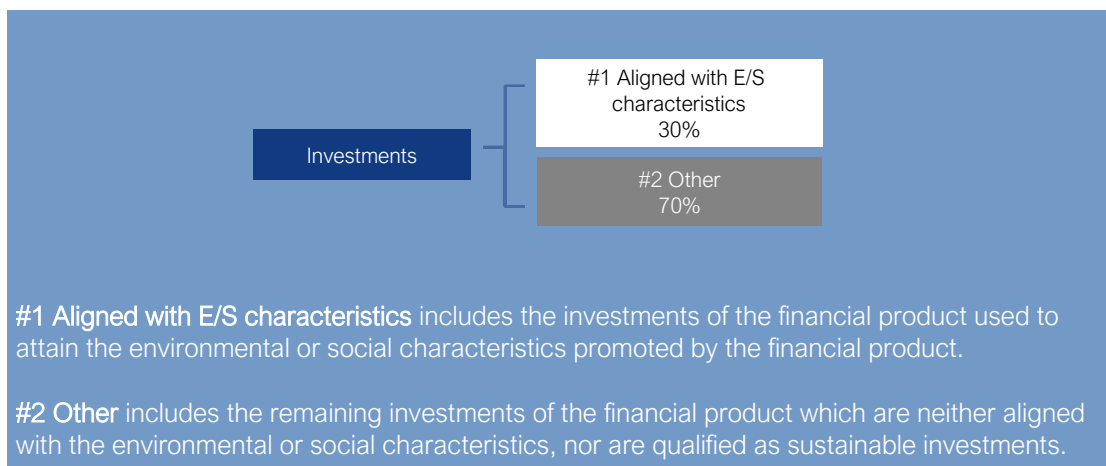 #1 Aligned with E/S
characteristics
30%
Investments
#2 Other
70%
#1 Aligned with E/S characteristics includes the investments of the financial product used to
attain the environmental or social characteristics promoted by the financial product.
#2 Other includes the remaining investments of the financial product which are neither aligned
with the environmental or social characteristics, nor are qualified as sustainable investments.